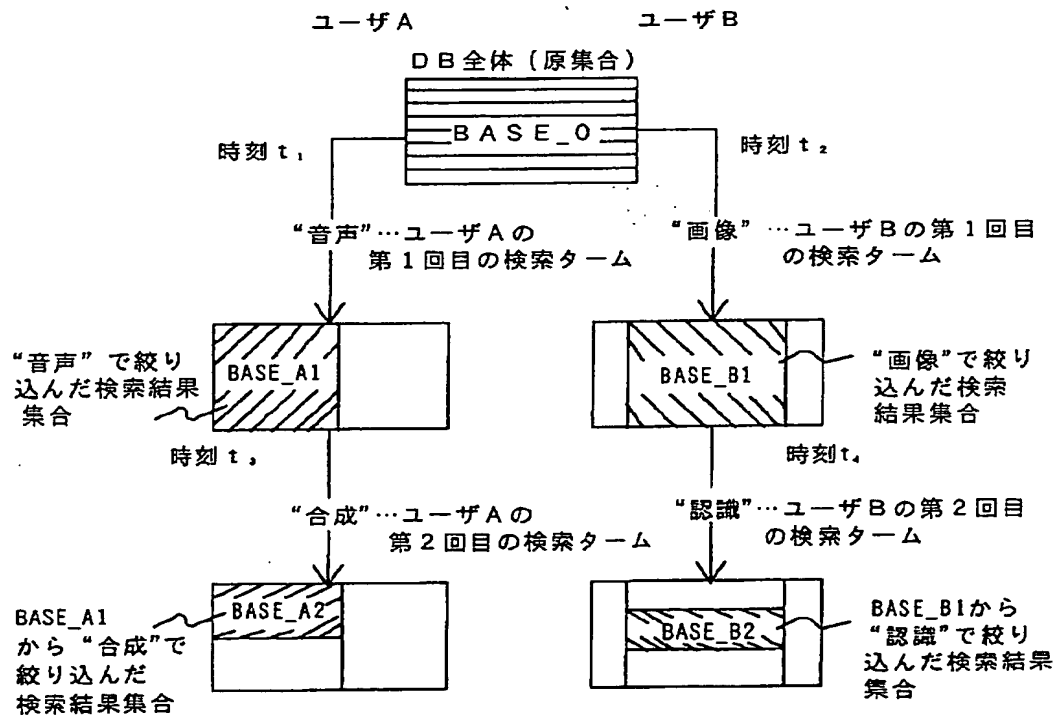 ユーザA
ユーザB
DB全体(原集合)
BASE_0
時刻t₁
時刻t₂
“音声”…ユーザAの
第1回目の検索ターム
“画像”…ユーザBの第1回目
の検索ターム
“音声”で絞り
込んだ検索結果
集合
BASE_A1
BASE_B1
“画像”で絞り
込んだ検索
結果集合
時刻t₃
時刻t₄
“合成”…ユーザAの
第2回目の検索ターム
“認識”…ユーザBの第2回目
の検索ターム
BASE_A1
から“合成”で
絞り込んだ
検索結果集合
BASE_A2
BASE_B2
BASE_B1から
“認識”で絞り
込んだ検索結果
集合